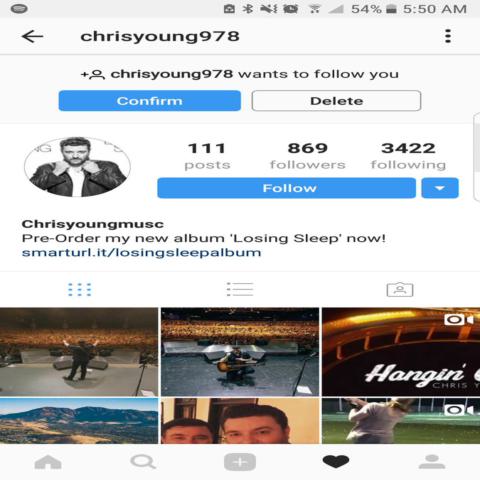 54% 5:50 AM
chrisyoung978
chrisyoung978 wants to follow you
Confirm Delete
111 869 3422
posts followers following
Follow
Chrisyoungmusc
Pre-Order my new album 'Losing Sleep' now!
smarturl.it/losingsleepalbum
Hangin'
CHRIS Y